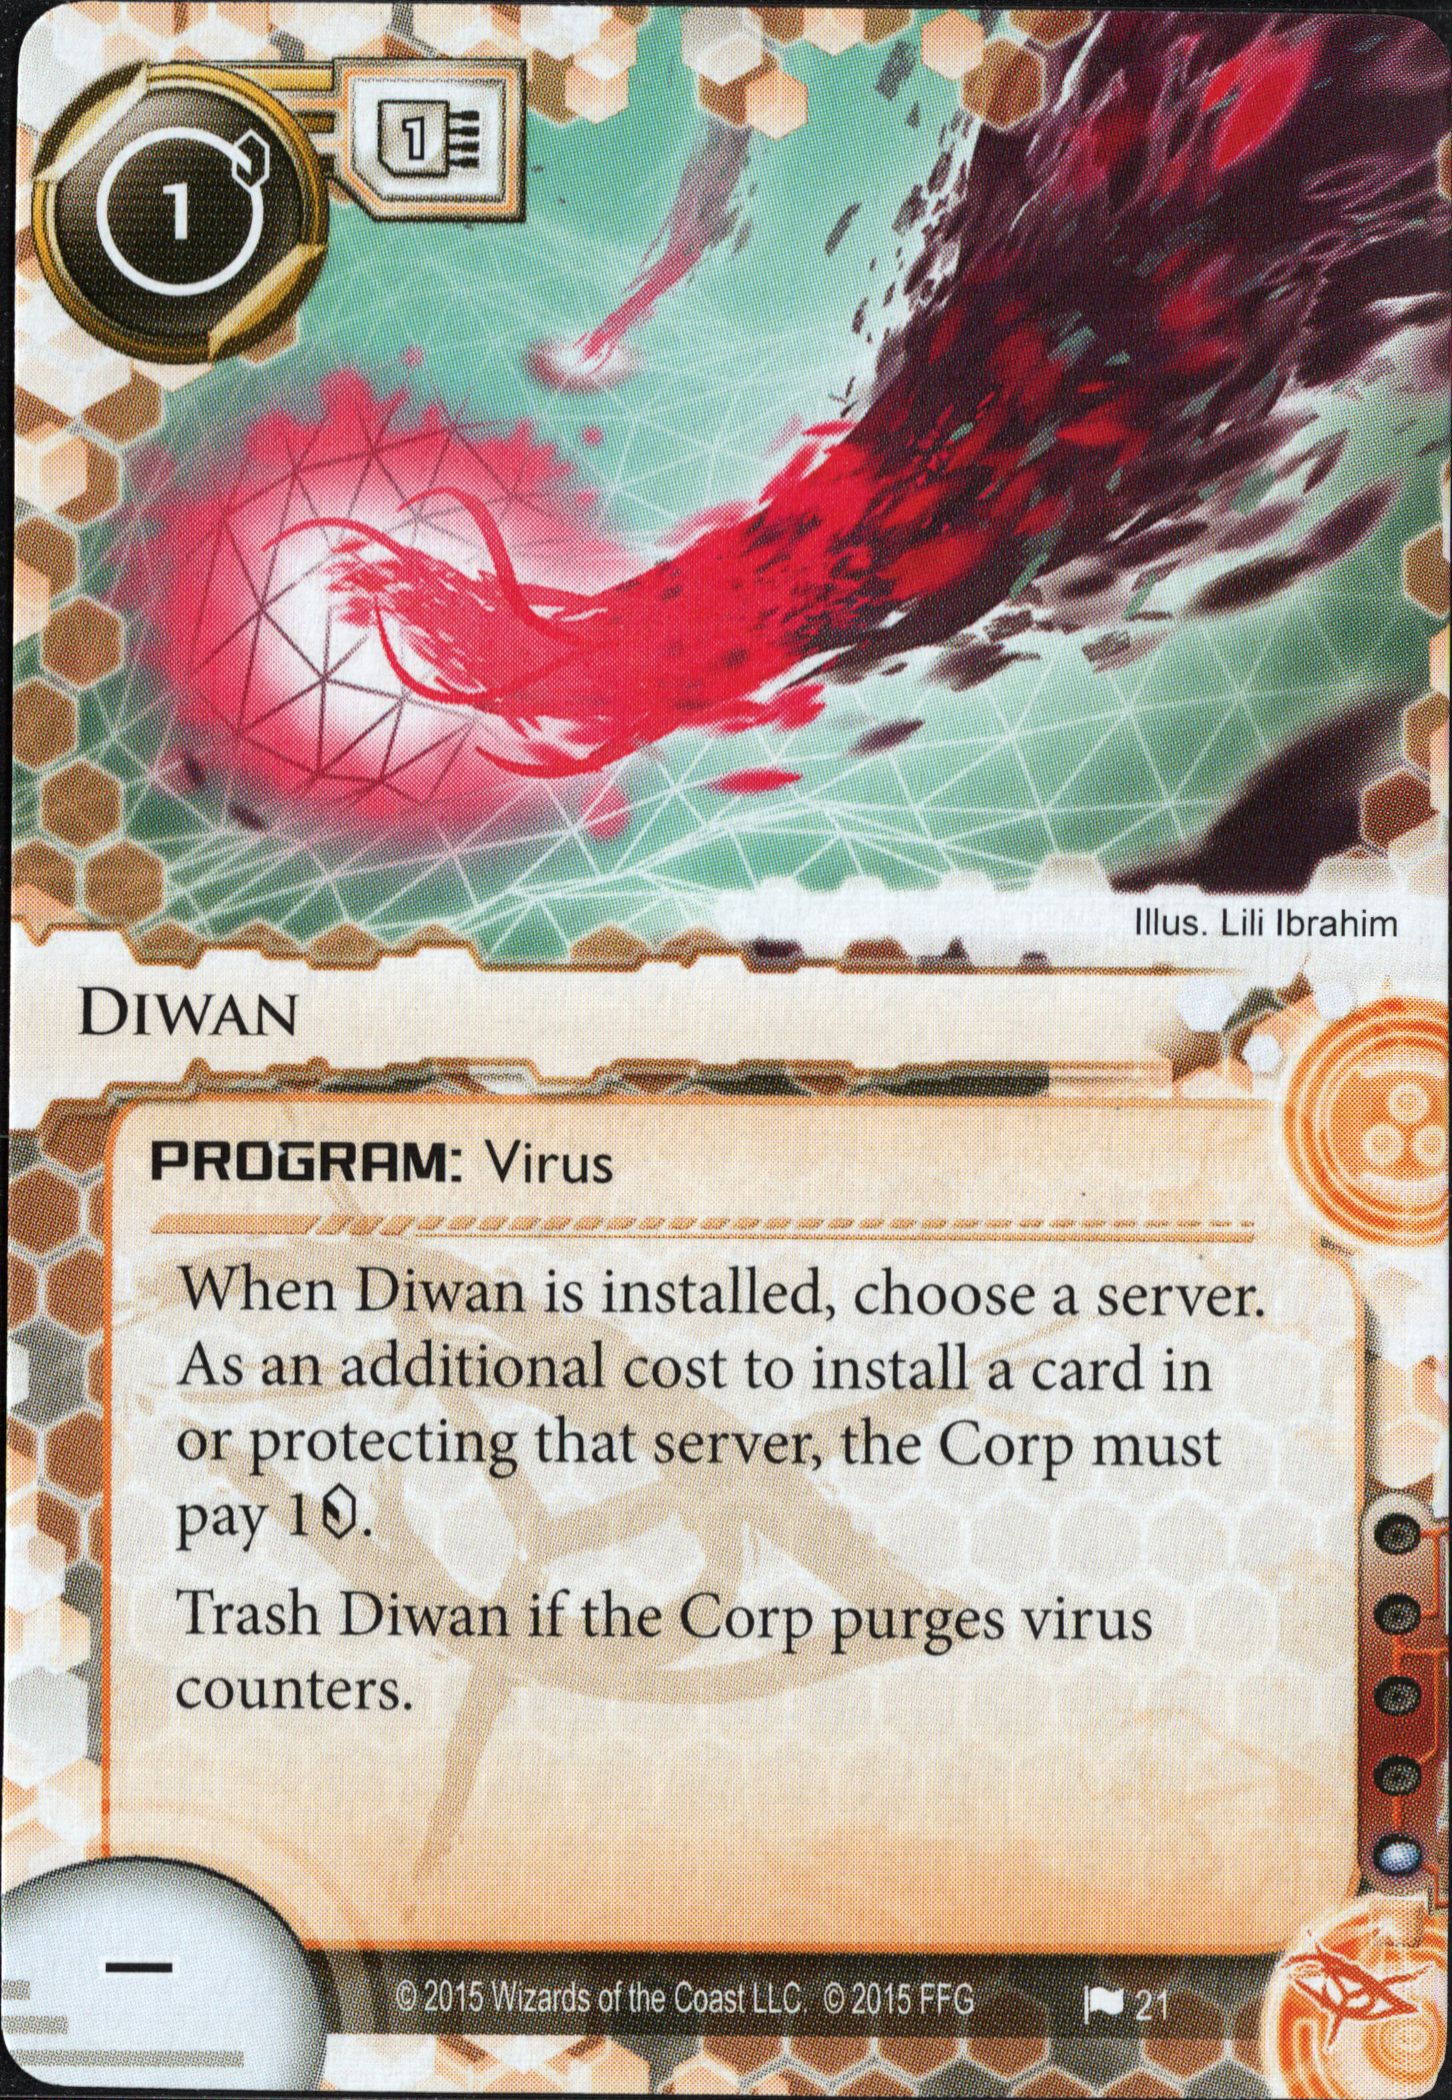 1
1
Illus. Lili Ibrahim
DIWAN
PROGRAM: Virus
When Diwan is installed, choose a server.
As an additional cost to install a card in
or protecting that server, the Corp must
pay 1.
Trash Diwan if the Corp purges virus
counters.
—
© 2015 Wizards of the Coast LLC. © 2015 FFG
21